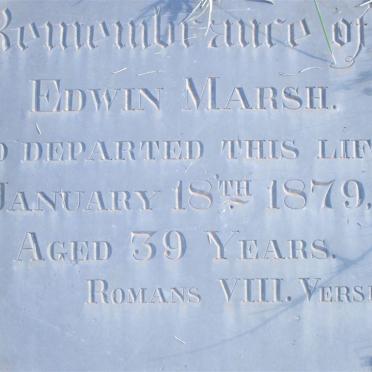 Remembrance of
EDWIN MARSH.
O DEPARTED THIS LIF
JANUARY 18TH 1879,
AGED 39 YEARS.
ROMANS VIII. VERS